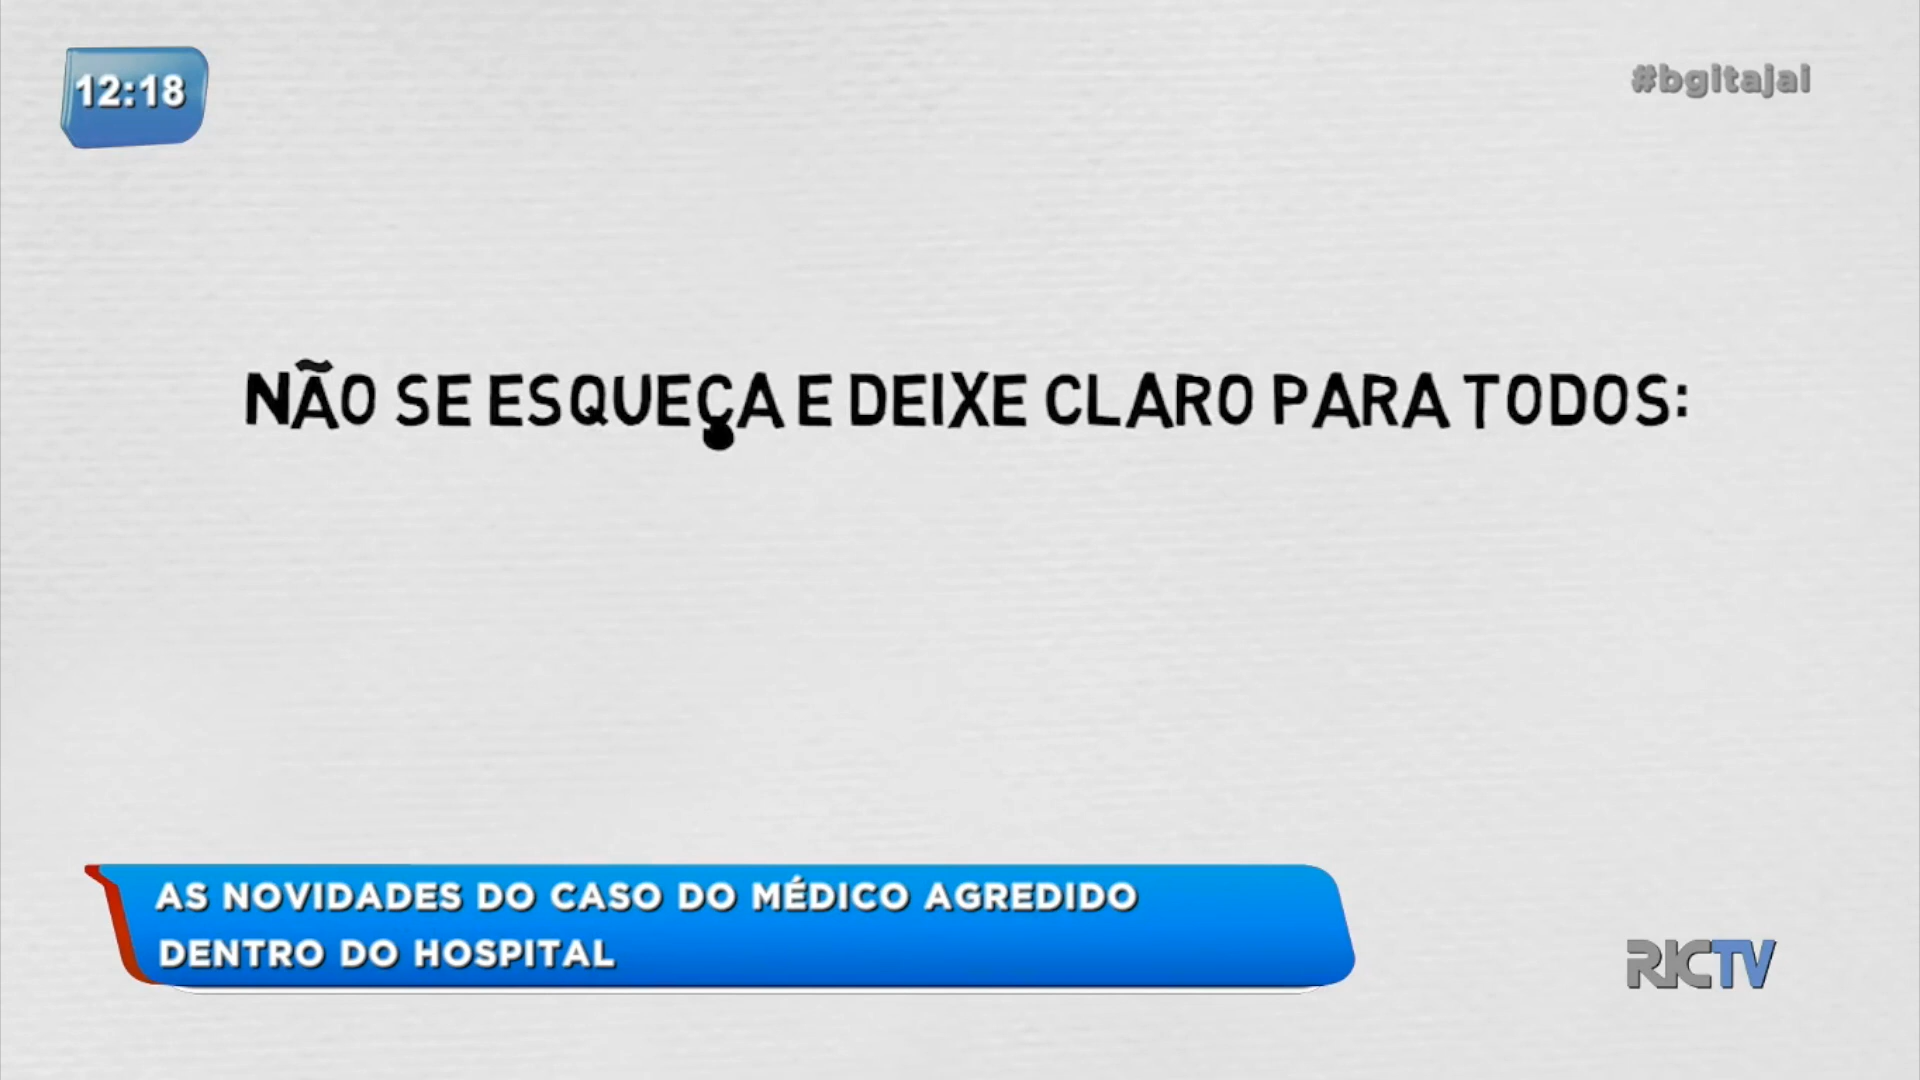 12:18
#bgitajai
NÃO SE ESQUEÇA E DEIXE CLARO PARA TODOS:
AS NOVIDADES DO CASO DO MÉDICO AGREDIDO
DENTRO DO HOSPITAL
RICTV